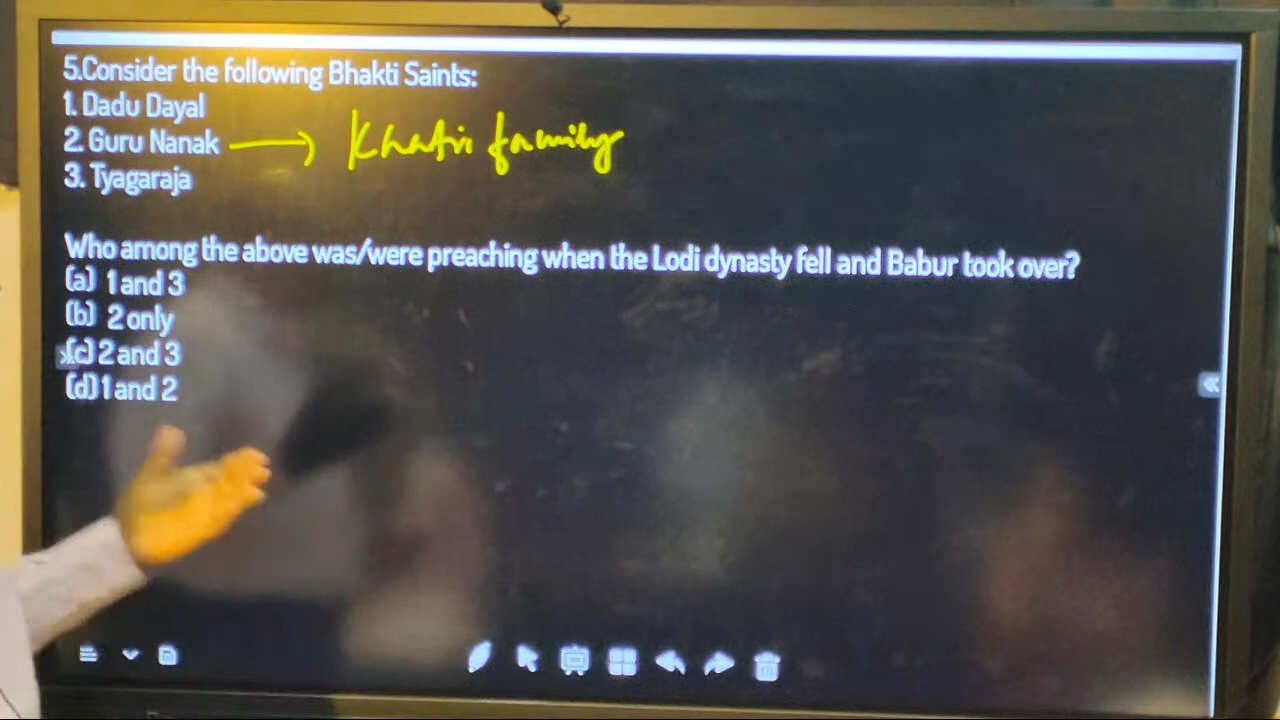 5.Consider the following Bhakti Saints:
1. Dadu Dayal
2. Guru Nanak → Khatri family
3. Tyagaraja
Who among the above was/were preaching when the Lodi dynasty fell and Babur took over?
(a) 1 and 3
(b) 2 only
(c) 2 and 3
(d) 1 and 2